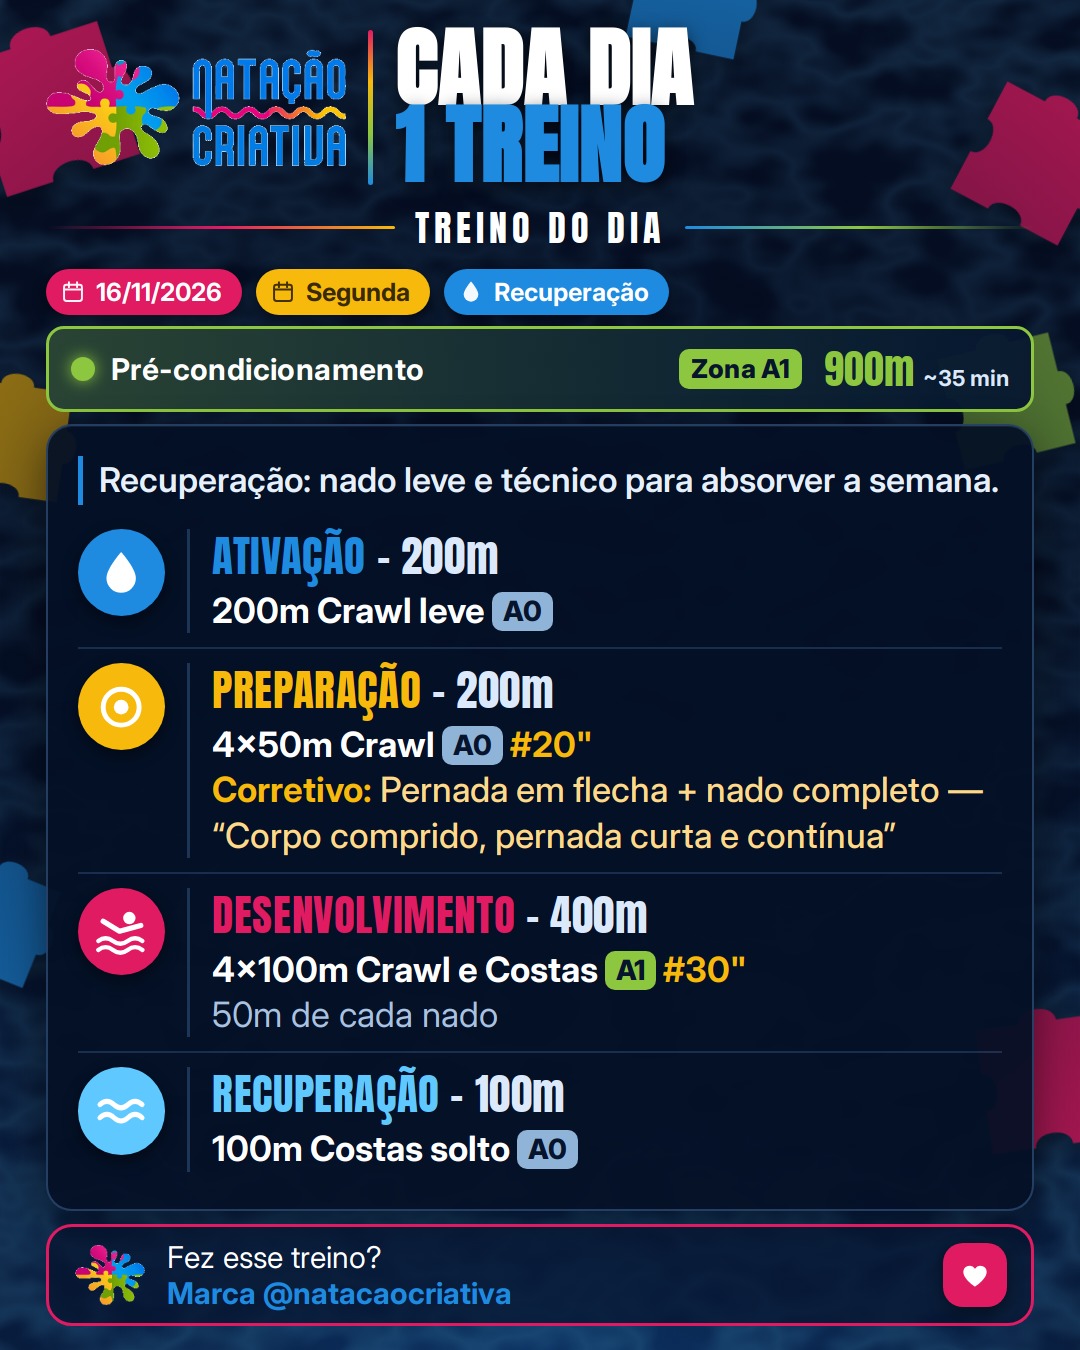 NATAÇÃO
CRIATIVA
CADA DIA
1 TREINO
TREINO DO DIA
16/11/2026
Segunda
Recuperação
Pré-condicionamento
Zona A1
900m ~35 min
Recuperação: nado leve e técnico para absorver a semana.
ATIVAÇÃO - 200m
200m Crawl leve A0
PREPARAÇÃO - 200m
4×50m Crawl A0 #20"
Corretivo: Pernada em flecha + nado completo —
“Corpo comprido, pernada curta e contínua”
DESENVOLVIMENTO - 400m
4×100m Crawl e Costas A1 #30"
50m de cada nado
RECUPERAÇÃO - 100m
100m Costas solto A0
Fez esse treino?
Marca @natacaocriativa